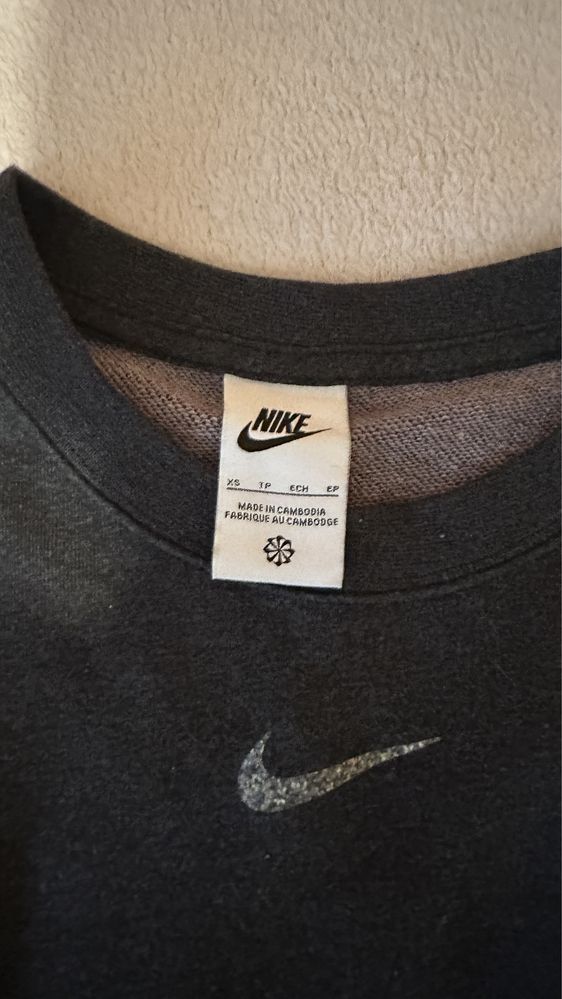 NIKE
XS TP ECH EP
MADE IN CAMBODIA
FABRIQUE AU CAMBODGE